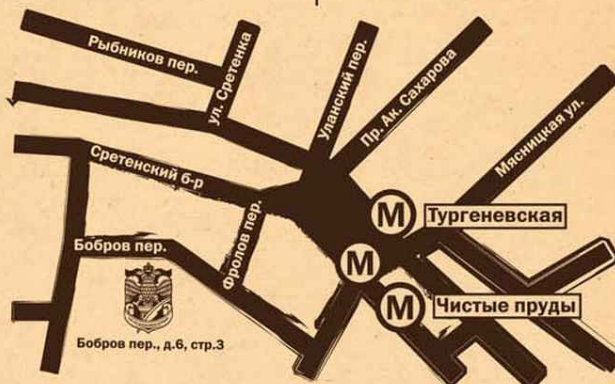 Рыбников пер.
ул. Сретенка
Уланский пер.
Пр. Ак. Сахарова
Мясницкая ул.
Сретенский б-р
Фролов пер.
М Тургеневская
М
Бобров пер.
М Чистые пруды
Бобров пер., д.6, стр.3